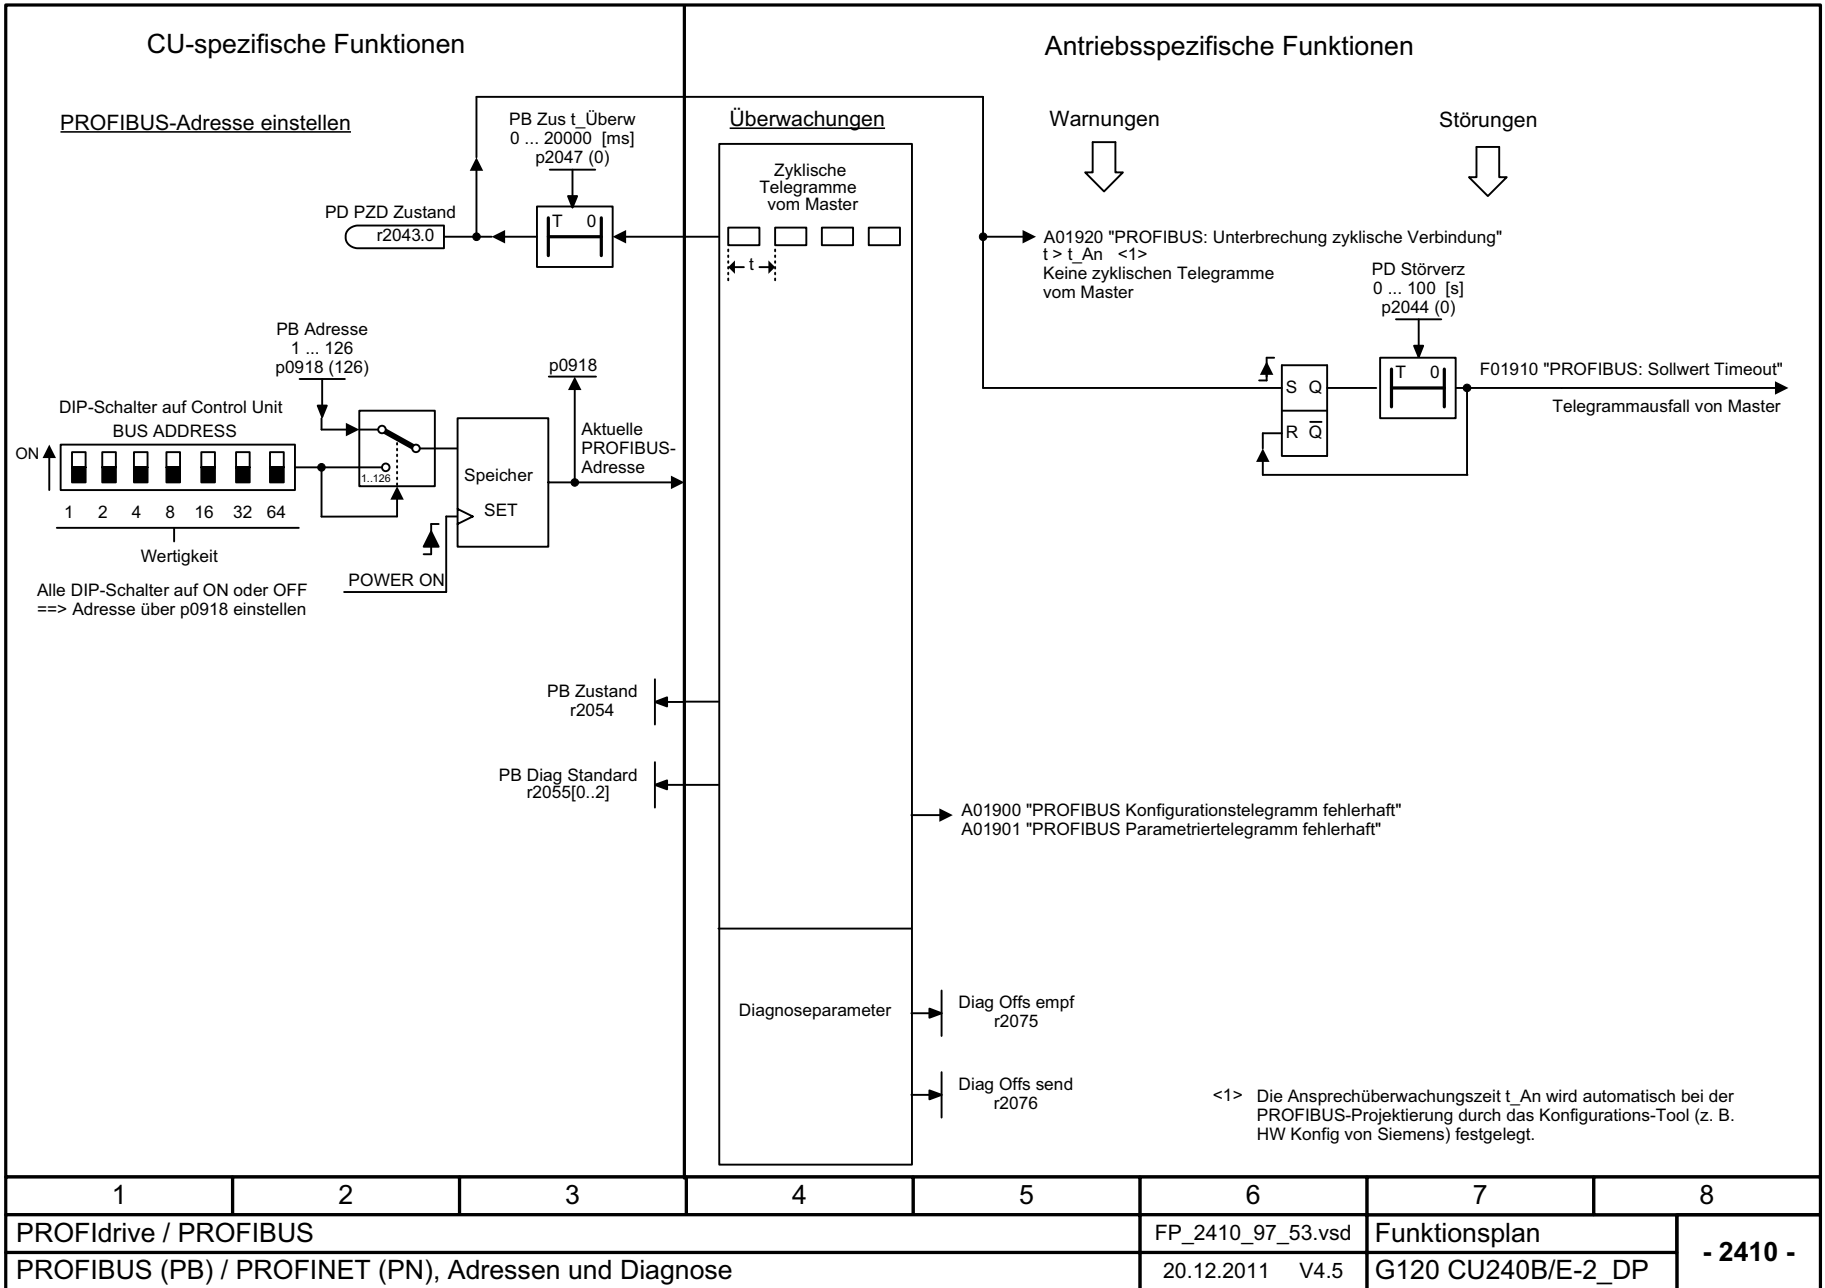 CU-spezifische Funktionen
Antriebsspezifische Funktionen
PROFIBUS-Adresse einstellen
PB Zus t_Überw
0 ... 20000 [ms]
p2047 (0)
Überwachungen
Warnungen
Störungen
Zyklische
Telegramme
vom Master
PD PZD Zustand
r2043.0
T 0
t
A01920 "PROFIBUS: Unterbrechung zyklische Verbindung"
t > t_An <1>
Keine zyklischen Telegramme
vom Master
PD Störverz
0 ... 100 [s]
p2044 (0)
PB Adresse
1 ... 126
p0918 (126)
p0918
S Q
R Q̅
T 0
F01910 "PROFIBUS: Sollwert Timeout"
Telegrammausfall von Master
DIP-Schalter auf Control Unit
BUS ADDRESS
ON
1..126
Speicher
SET
Aktuelle
PROFIBUS-
Adresse
1 2 4 8 16 32 64
Wertigkeit
POWER ON
Alle DIP-Schalter auf ON oder OFF
==> Adresse über p0918 einstellen
PB Zustand
r2054
PB Diag Standard
r2055[0..2]
A01900 "PROFIBUS Konfigurationstelegramm fehlerhaft"
A01901 "PROFIBUS Parametriertelegramm fehlerhaft"
Diagnoseparameter
Diag Offs empf
r2075
Diag Offs send
r2076
<1> Die Ansprechüberwachungszeit t_An wird automatisch bei der
PROFIBUS-Projektierung durch das Konfigurations-Tool (z. B.
HW Konfig von Siemens) festgelegt.
1 2 3 4 5 6 7 8
PROFIdrive / PROFIBUS
FP_2410_97_53.vsd
Funktionsplan
- 2410 -
PROFIBUS (PB) / PROFINET (PN), Adressen und Diagnose
20.12.2011 V4.5
G120 CU240B/E-2_DP